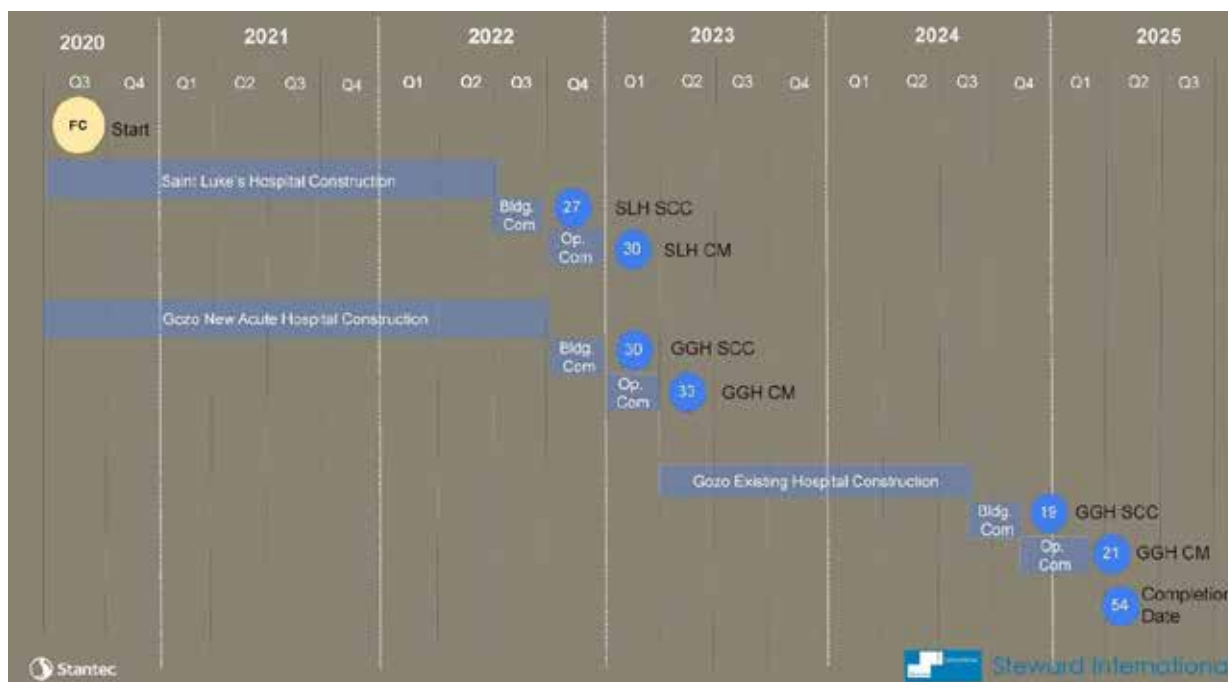 2020 2021 2022 2023 2024 2025
Q3 Q4 Q1 Q2 Q3 Q4 Q1 Q2 Q3 Q4 Q1 Q2 Q3 Q4 Q1 Q2 Q3 Q4 Q1 Q2 Q3
FC Start
Saint Luke's Hospital Construction
Bldg. Com 27 SLH SCC
Op. Com 30 SLH CM
Gozo New Acute Hospital Construction
Bldg. Com 30 GGH SCC
Op. Com 33 GGH CM
Gozo Existing Hospital Construction
Bldg. Com 19 GGH SCC
Op. Com 21 GGH CM
54 Completion
Date
Stantec Steward Internationa